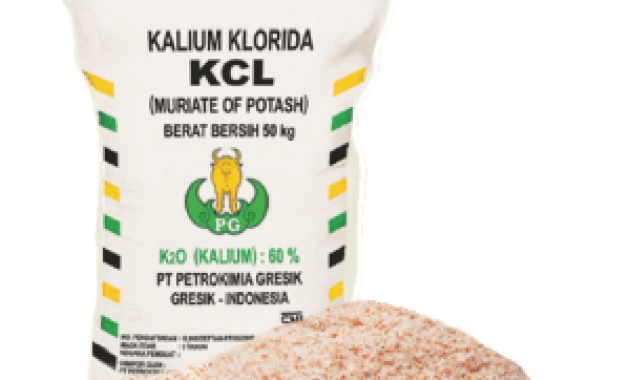 KALIUM KLORIDA
KCL
(MURIATE OF POTASH)
BERAT BERSIH 50 kg
PG
K2O (KALIUM) : 60 %
PT PETROKIMIA GRESIK
GRESIK - INDONESIA